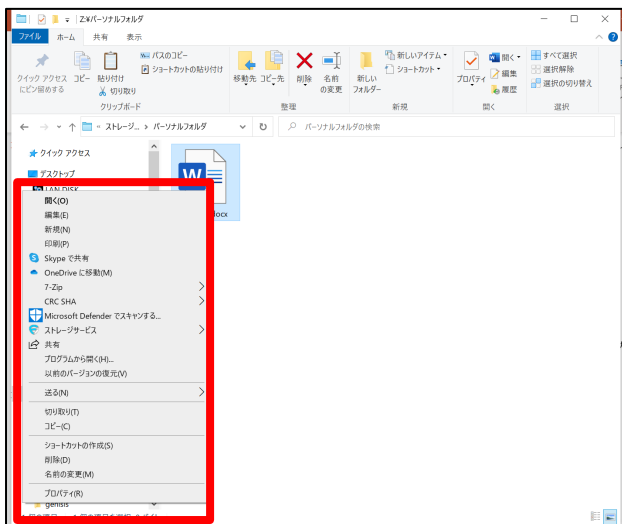 Z:¥パーソナルフォルダ
ファイル ホーム 共有 表示
クイック アクセス にピン留めする
コピー
貼り付け
パスのコピー
ショートカットの貼り付け
切り取り
移動先
コピー先
削除
名前の変更
新しいフォルダー
新しいアイテム
ショートカット
プロパティ
開く
編集
履歴
すべて選択
選択解除
選択の切り替え
クリップボード 整理 新規 開く 選択
« ストレージ... › パーソナルフォルダ
パーソナルフォルダの検索
クイック アクセス
デスクトップ
LAN DISK
W
.docx
開く(O)
編集(E)
新規(N)
印刷(P)
Skype で共有
OneDrive に移動(M)
7-Zip
CRC SHA
Microsoft Defender でスキャンする...
ストレージサービス
共有
プログラムから開く(H)...
以前のバージョンの復元(V)
送る(N)
切り取り(T)
コピー(C)
ショートカットの作成(S)
削除(D)
名前の変更(M)
プロパティ(R)
genisis